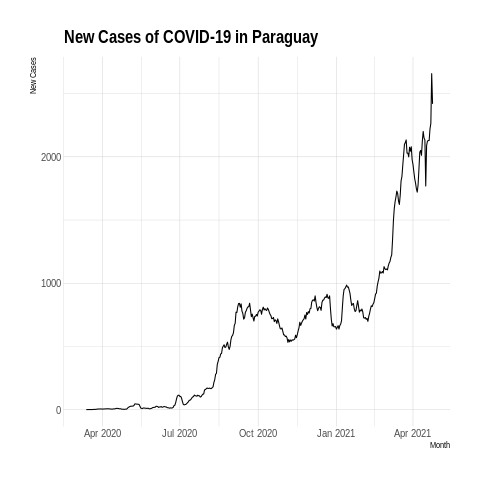 New Cases of COVID-19 in Paraguay
New Cases
2000
1000
0
Apr 2020 Jul 2020 Oct 2020 Jan 2021 Apr 2021
Month